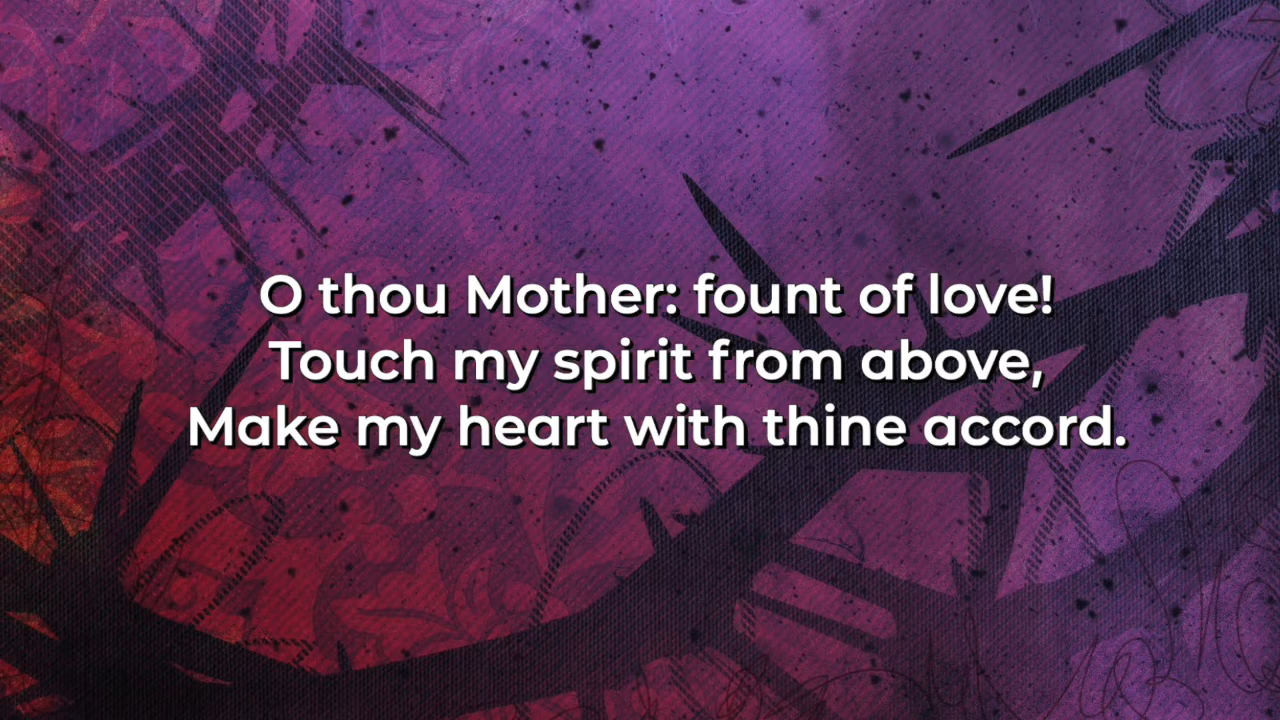 O thou Mother: fount of love!
Touch my spirit from above,
Make my heart with thine accord.